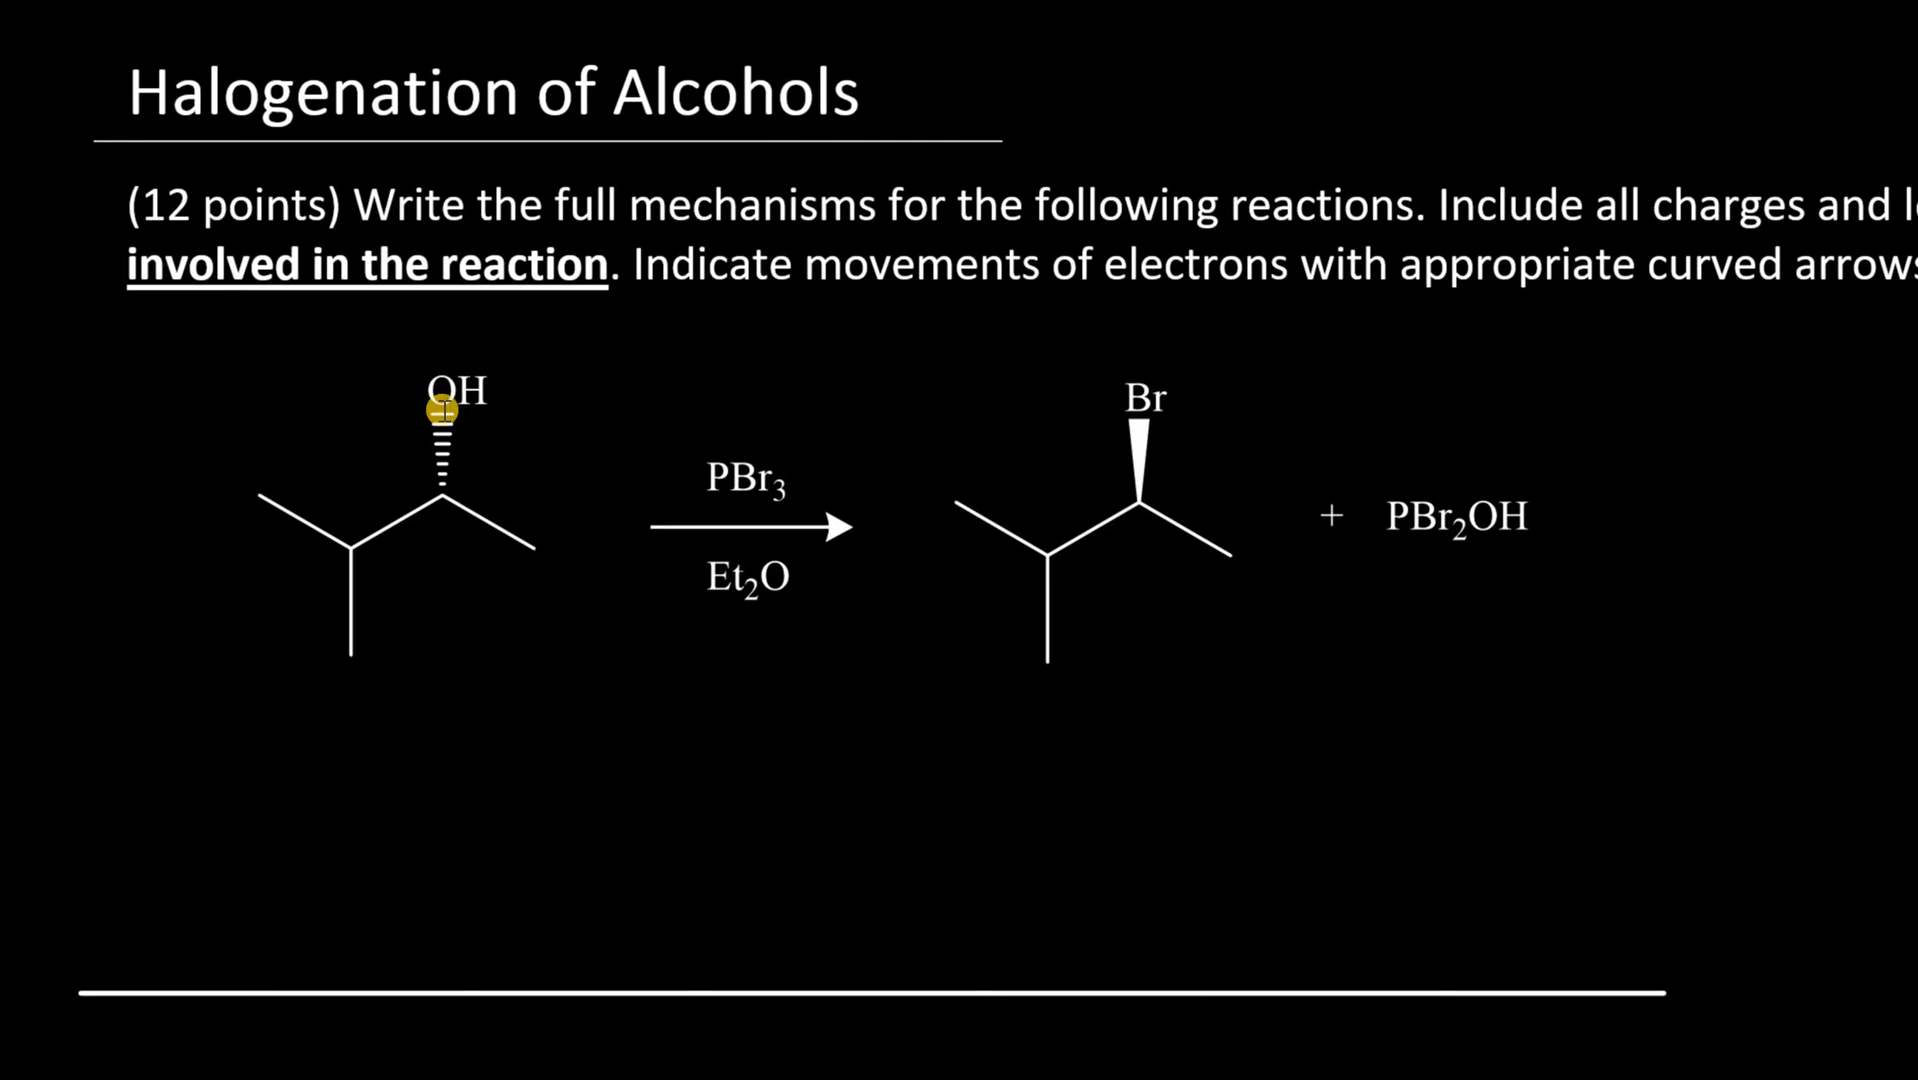 Halogenation of Alcohols
(12 points) Write the full mechanisms for the following reactions. Include all charges and
involved in the reaction. Indicate movements of electrons with appropriate curved arrows
OH
Br
PBr₃
+ PBr₂OH
Et₂O